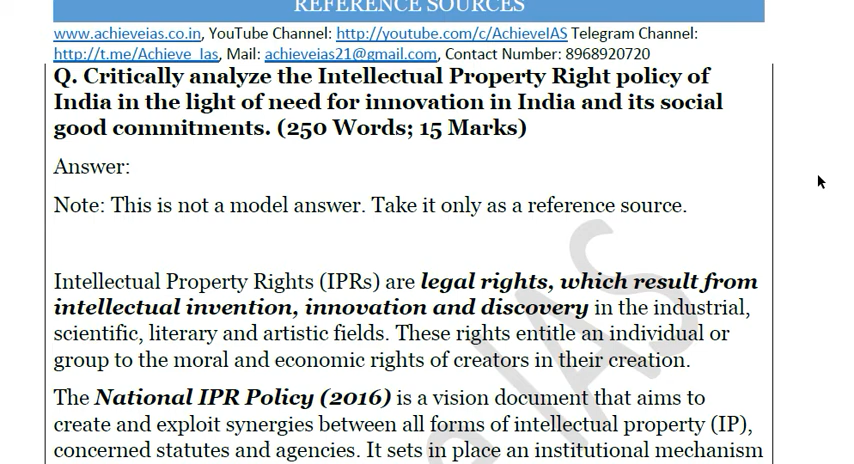 REFERENCE SOURCES
www.achieveias.co.in, YouTube Channel: http://youtube.com/c/AchieveIAS Telegram Channel:
http://t.me/Achieve_Ias, Mail: achieveias21@gmail.com, Contact Number: 8968920720
Q. Critically analyze the Intellectual Property Right policy of
India in the light of need for innovation in India and its social
good commitments. (250 Words; 15 Marks)
Answer:
Note: This is not a model answer. Take it only as a reference source.
Intellectual Property Rights (IPRs) are legal rights, which result from
intellectual invention, innovation and discovery in the industrial,
scientific, literary and artistic fields. These rights entitle an individual or
group to the moral and economic rights of creators in their creation.
The National IPR Policy (2016) is a vision document that aims to
create and exploit synergies between all forms of intellectual property (IP),
concerned statutes and agencies. It sets in place an institutional mechanism
IAS